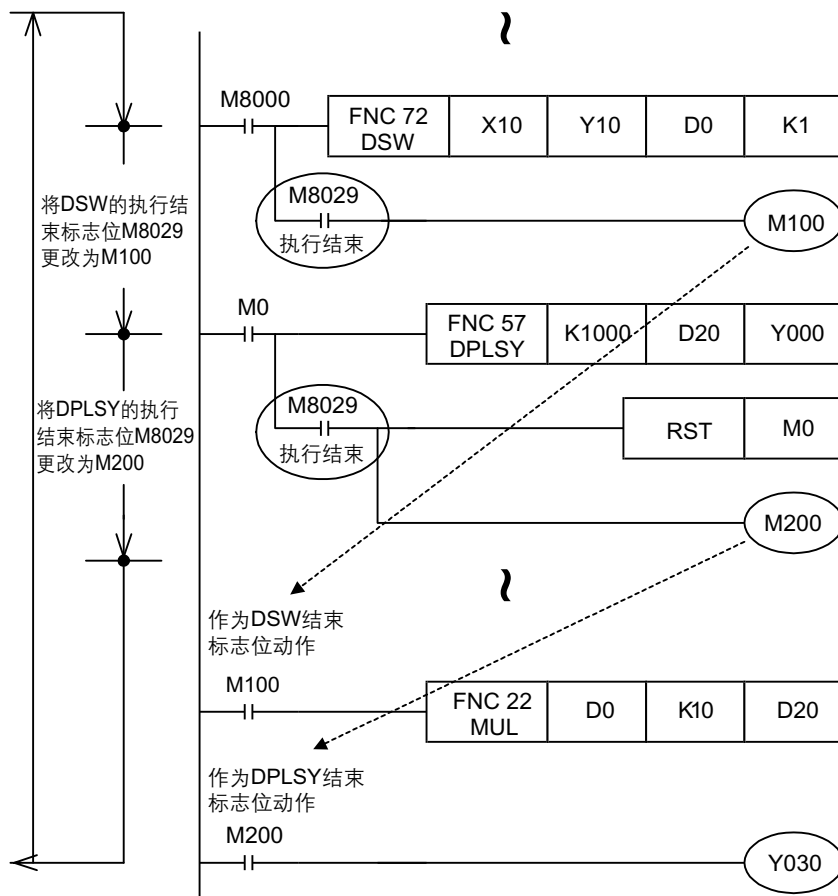 M8000
FNC 72 DSW X10 Y10 D0 K1
M8029
执行结束
M100
将DSW的执行结
束标志位M8029
更改为M100
M0
FNC 57 DPLSY K1000 D20 Y000
M8029
执行结束
RST M0
M200
将DPLSY的执行
结束标志位M8029
更改为M200
作为DSW结束
标志位动作
M100
FNC 22 MUL D0 K10 D20
作为DPLSY结束
标志位动作
M200
Y030